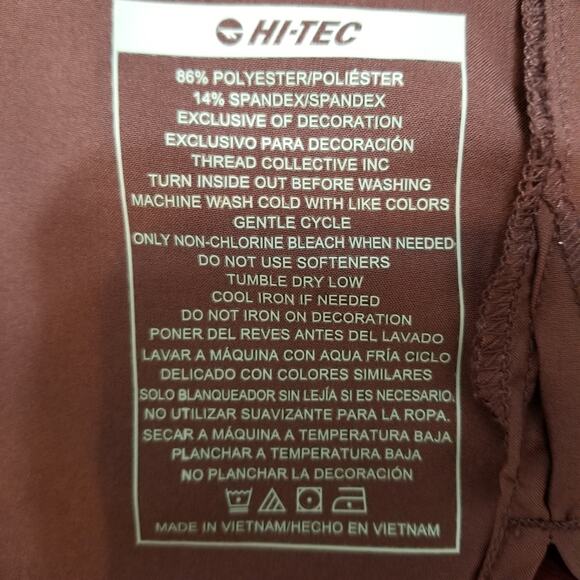 HI-TEC
86% POLYESTER/POLIÉSTER
14% SPANDEX/SPANDEX
EXCLUSIVE OF DECORATION
EXCLUSIVO PARA DECORACIÓN
THREAD COLLECTIVE INC
TURN INSIDE OUT BEFORE WASHING
MACHINE WASH COLD WITH LIKE COLORS
GENTLE CYCLE
ONLY NON-CHLORINE BLEACH WHEN NEEDED
DO NOT USE SOFTENERS
TUMBLE DRY LOW
COOL IRON IF NEEDED
DO NOT IRON ON DECORATION
PONER DEL REVES ANTES DEL LAVADO
LAVAR A MÁQUINA CON AQUA FRÍA CICLO
DELICADO CON COLORES SIMILARES
SOLO BLANQUEADOR SIN LEJÍA SI ES NECESARIO.
NO UTILIZAR SUAVIZANTE PARA LA ROPA.
SECAR A MÁQUINA A TEMPERATURA BAJA
PLANCHAR A TEMPERATURA BAJA
NO PLANCHAR LA DECORACIÓN
MADE IN VIETNAM/HECHO EN VIETNAM